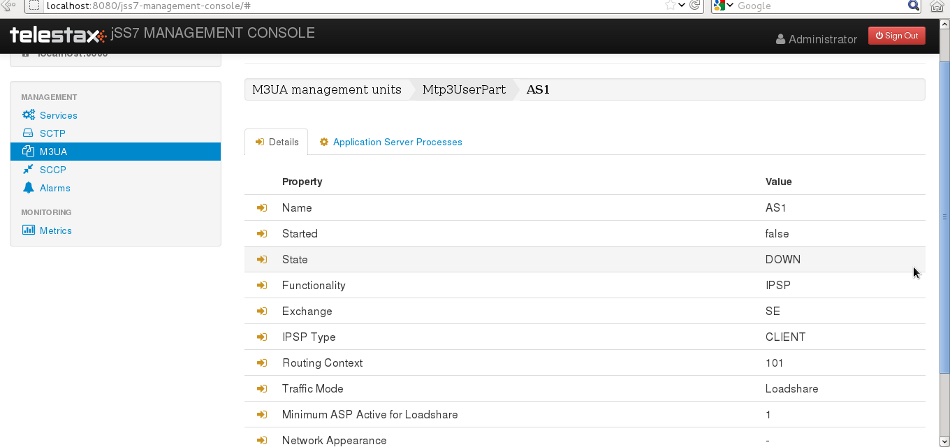 localhost:8080/jss7-management-console/#
Google
telestax jSS7 MANAGEMENT CONSOLE
Administrator
Sign Out
M3UA management units Mtp3UserPart AS1
MANAGEMENT
Services
SCTP
M3UA
SCCP
Alarms
MONITORING
Metrics
Details Application Server Processes
Property Value
Name AS1
Started false
State DOWN
Functionality IPSP
Exchange SE
IPSP Type CLIENT
Routing Context 101
Traffic Mode Loadshare
Minimum ASP Active for Loadshare 1
Network Appearance -